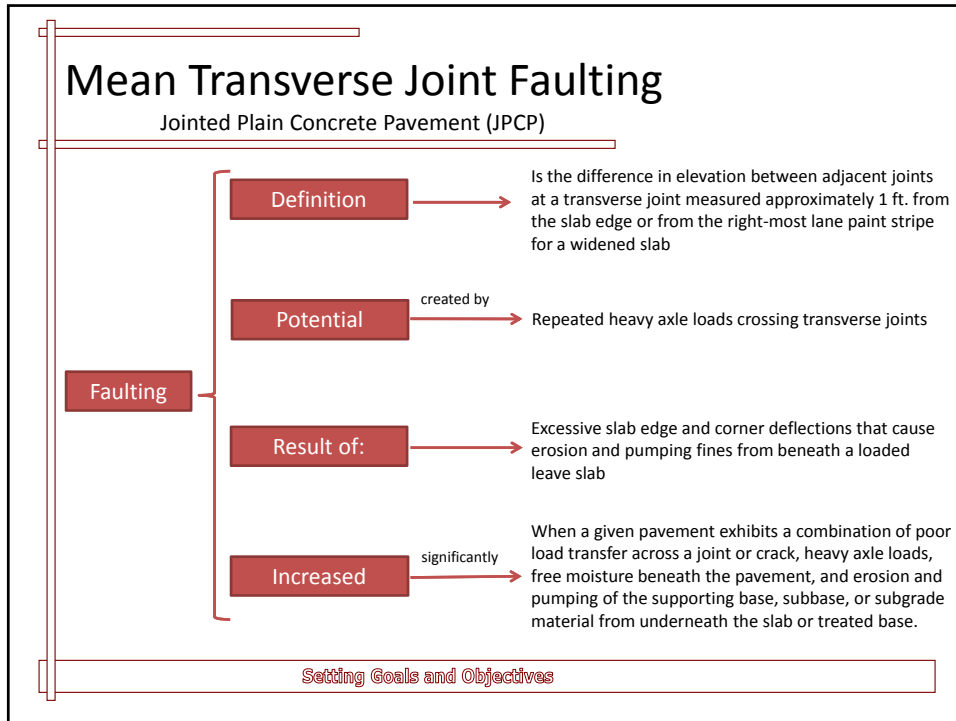 Mean Transverse Joint Faulting
Jointed Plain Concrete Pavement (JPCP)
Faulting
Definition
Is the difference in elevation between adjacent joints
at a transverse joint measured approximately 1 ft. from
the slab edge or from the right-most lane paint stripe
for a widened slab
Potential
created by
Repeated heavy axle loads crossing transverse joints
Result of:
Excessive slab edge and corner deflections that cause
erosion and pumping fines from beneath a loaded
leave slab
Increased
significantly
When a given pavement exhibits a combination of poor
load transfer across a joint or crack, heavy axle loads,
free moisture beneath the pavement, and erosion and
pumping of the supporting base, subbase, or subgrade
material from underneath the slab or treated base.
Setting Goals and Objectives